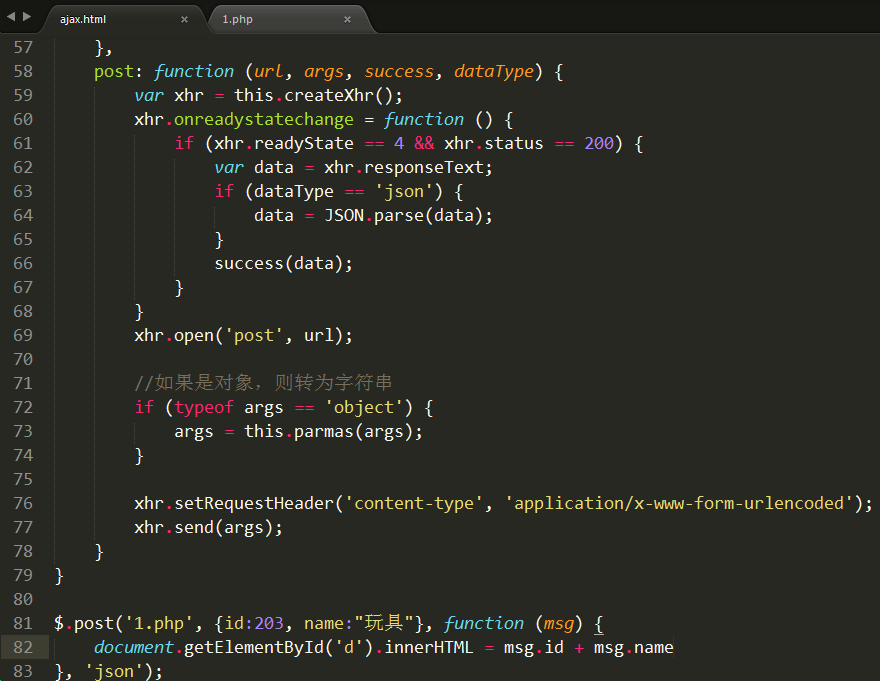 ajax.html × 1.php ×
57 },
58 post: function (url, args, success, dataType) {
59 var xhr = this.createXhr();
60 xhr.onreadystatechange = function () {
61 if (xhr.readyState == 4 && xhr.status == 200) {
62 var data = xhr.responseText;
63 if (dataType == 'json') {
64 data = JSON.parse(data);
65 }
66 success(data);
67 }
68 }
69 xhr.open('post', url);
70
71 //如果是对象，则转为字符串
72 if (typeof args == 'object') {
73 args = this.parmas(args);
74 }
75
76 xhr.setRequestHeader('content-type', 'application/x-www-form-urlencoded');
77 xhr.send(args);
78 }
79 }
80
81 $.post('1.php', {id:203, name:"玩具"}, function (msg) {
82 document.getElementById('d').innerHTML = msg.id + msg.name
83 }, 'json');